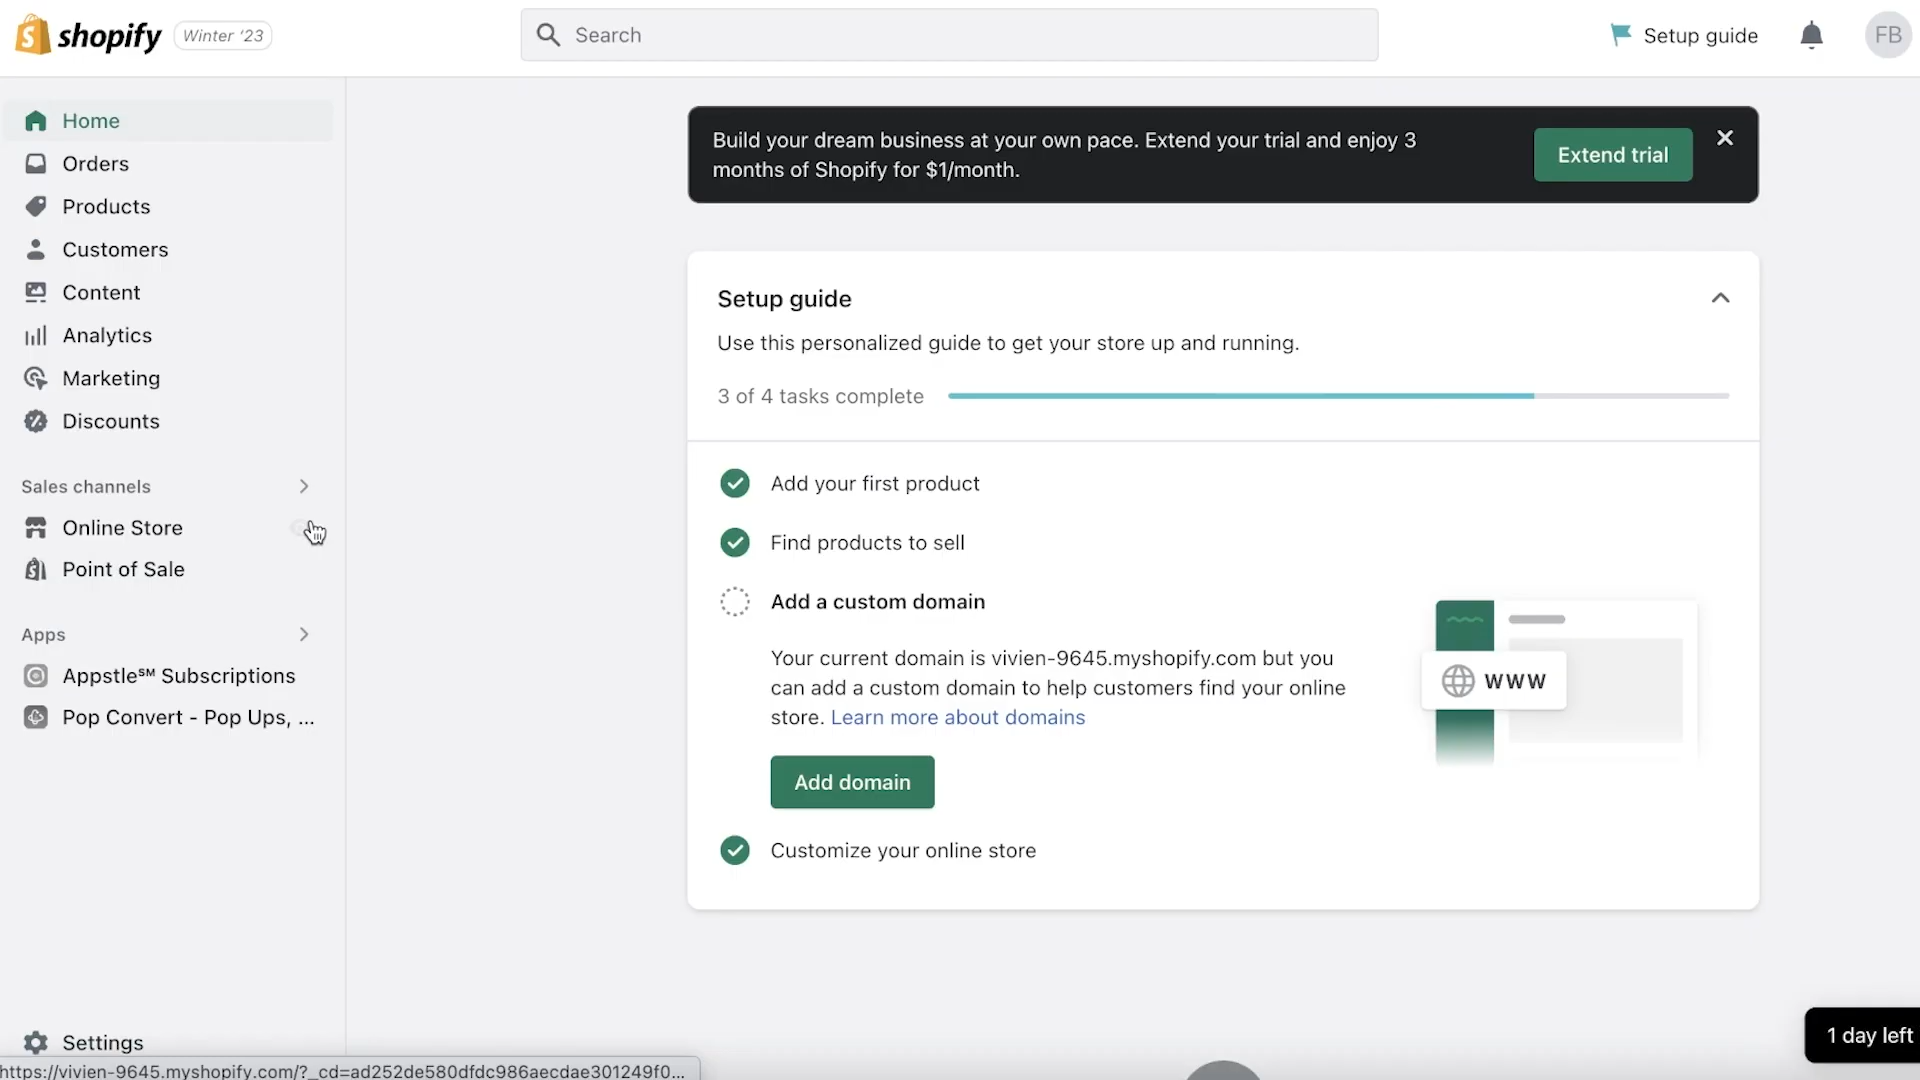 shopify
Winter '23
Search
Setup guide
FB
Home
Orders
Products
Customers
Content
Analytics
Marketing
Discounts
Sales channels
Online Store
Point of Sale
Apps
Appstle℠ Subscriptions
Pop Convert - Pop Ups, ...
Settings
Build your dream business at your own pace. Extend your trial and enjoy 3
months of Shopify for $1/month.
Extend trial
Setup guide
Use this personalized guide to get your store up and running.
3 of 4 tasks complete
Add your first product
Find products to sell
Add a custom domain
Your current domain is vivien-9645.myshopify.com but you
can add a custom domain to help customers find your online
store. Learn more about domains
www
Add domain
Customize your online store
1 day left
https://vivien-9645.myshopify.com/?_cd=ad252de580dfdc986aecdae301249f0...